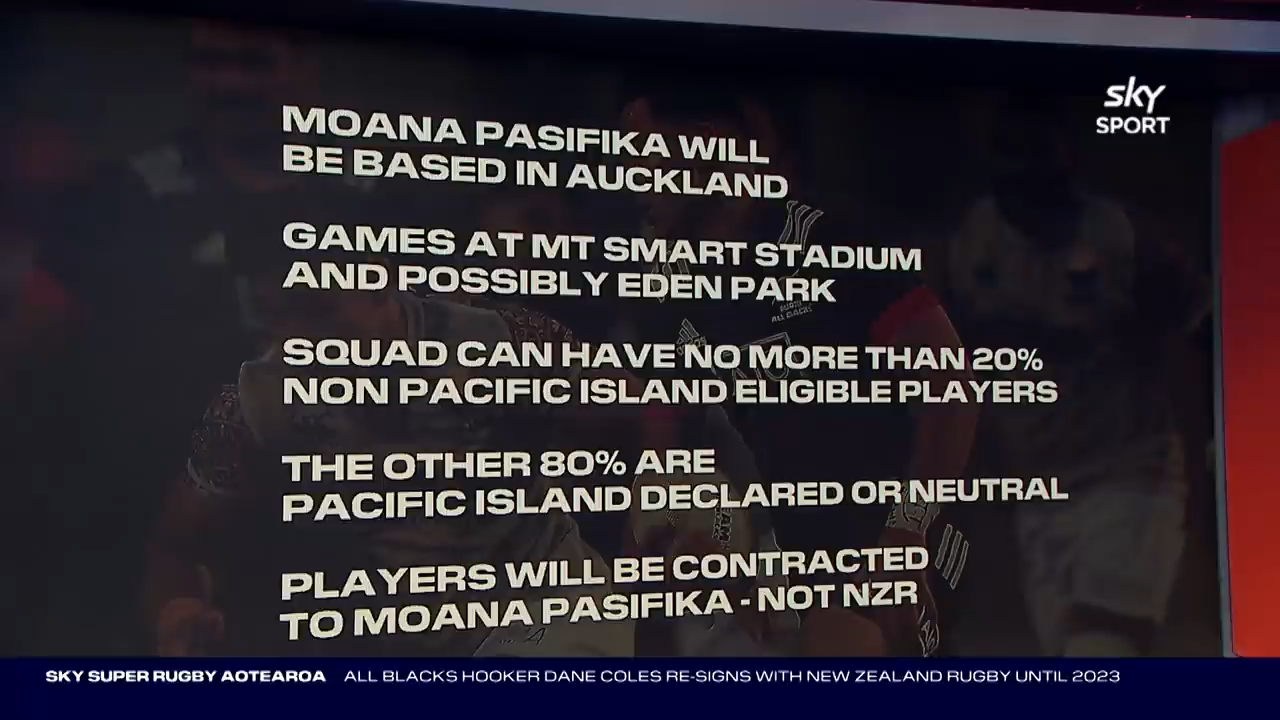 sky
SPORT
MOANA PASIFIKA WILL
BE BASED IN AUCKLAND
GAMES AT MT SMART STADIUM
AND POSSIBLY EDEN PARK
SQUAD CAN HAVE NO MORE THAN 20%
NON PACIFIC ISLAND ELIGIBLE PLAYERS
THE OTHER 80% ARE
PACIFIC ISLAND DECLARED OR NEUTRAL
PLAYERS WILL BE CONTRACTED
TO MOANA PASIFIKA - NOT NZR
SKY SUPER RUGBY AOTEAROA ALL BLACKS HOOKER DANE COLES RE-SIGNS WITH NEW ZEALAND RUGBY UNTIL 2023